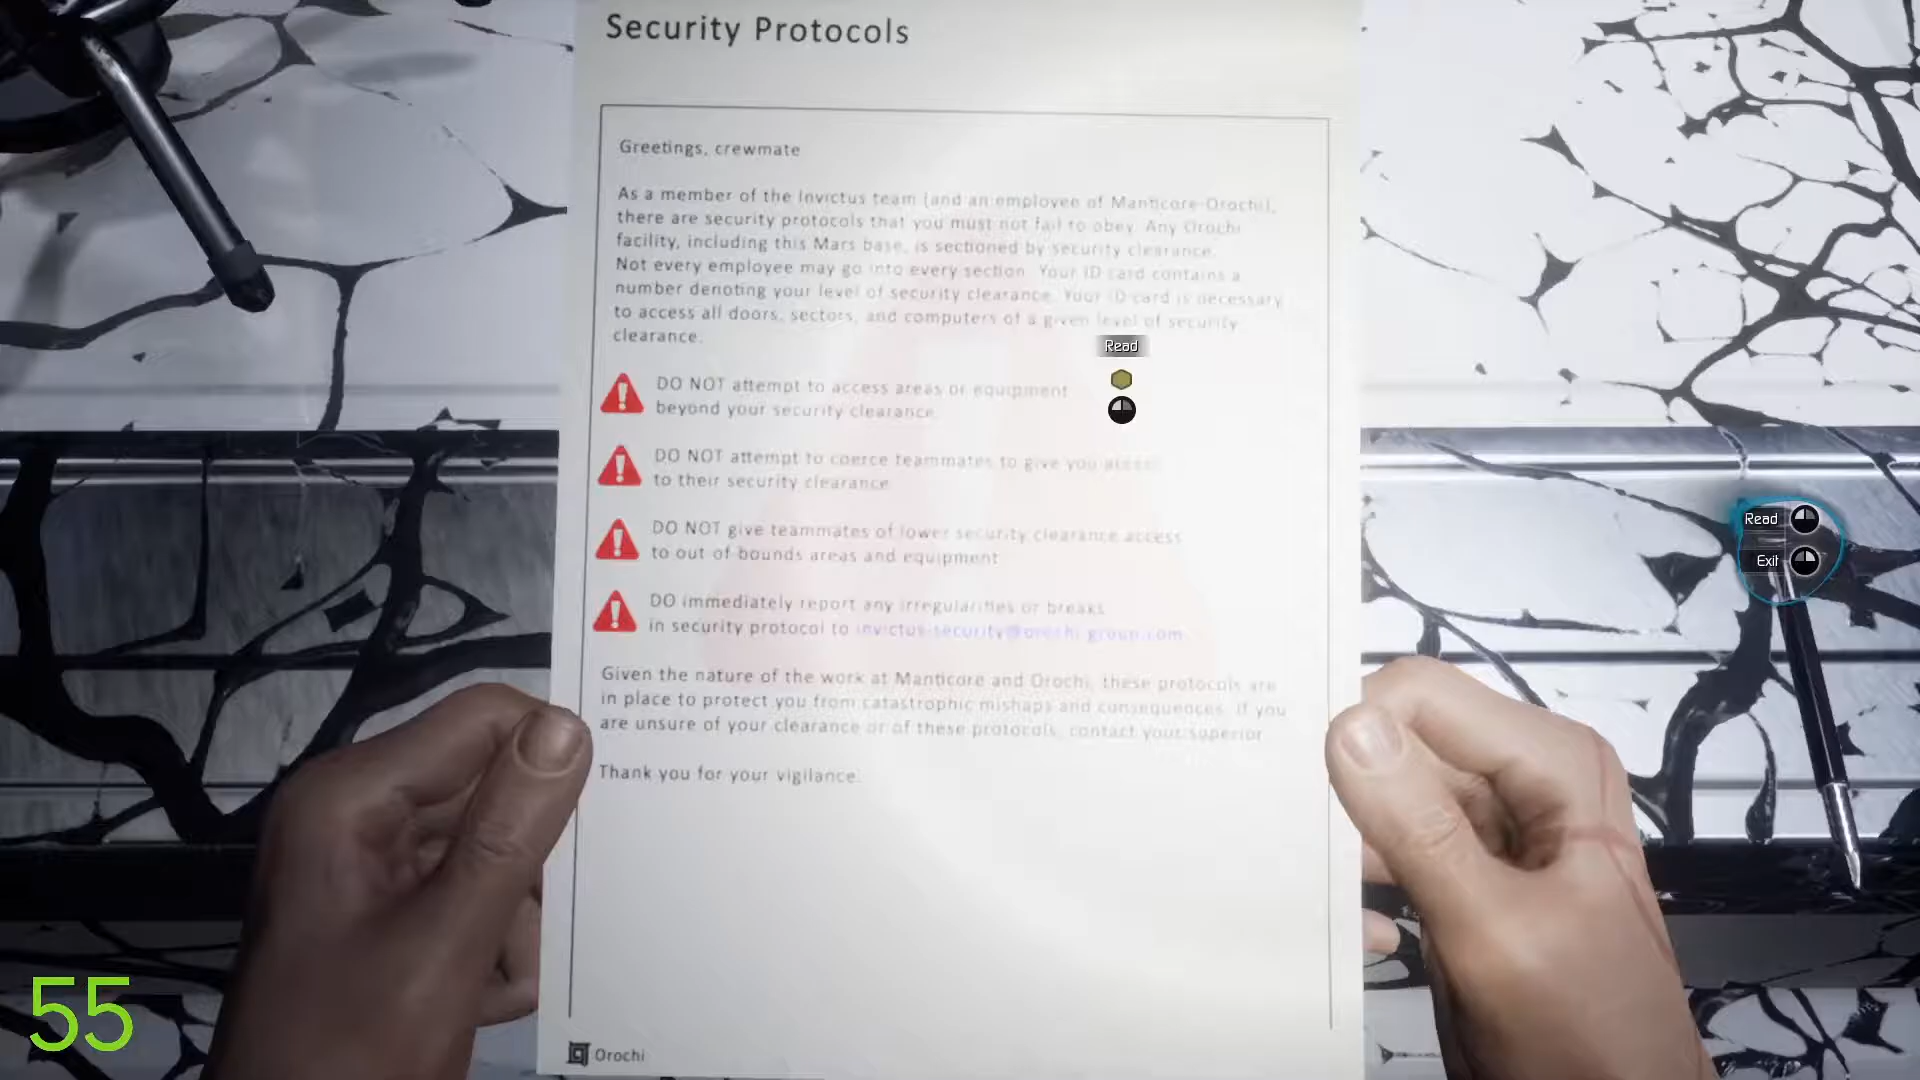 Security Protocols
Greetings, crewmate
As a member of the Invictus team (and an employee of Manticore-Orochi),
there are security protocols that you must not fail to obey. Any Orochi
facility, including this Mars base, is sectioned by security clearance.
Not every employee may go into every section. Your ID card contains a
number denoting your level of security clearance. Your ID card is necessary
to access all doors, sectors, and computers of a given level of security
clearance.
Read
DO NOT attempt to access areas or equipment
beyond your security clearance.
DO NOT attempt to coerce teammates to give you access
to their security clearance.
Read
DO NOT give teammates of lower security clearance access
to out of bounds areas and equipment
Exit
DO immediately report any irregularities or breaks
in security protocol to invictus-security@orochi-group.com
Given the nature of the work at Manticore and Orochi, these protocols are
in place to protect you from catastrophic mishaps and consequences. If you
are unsure of your clearance or of these protocols, contact your superior.
Thank you for your vigilance.
55
Orochi